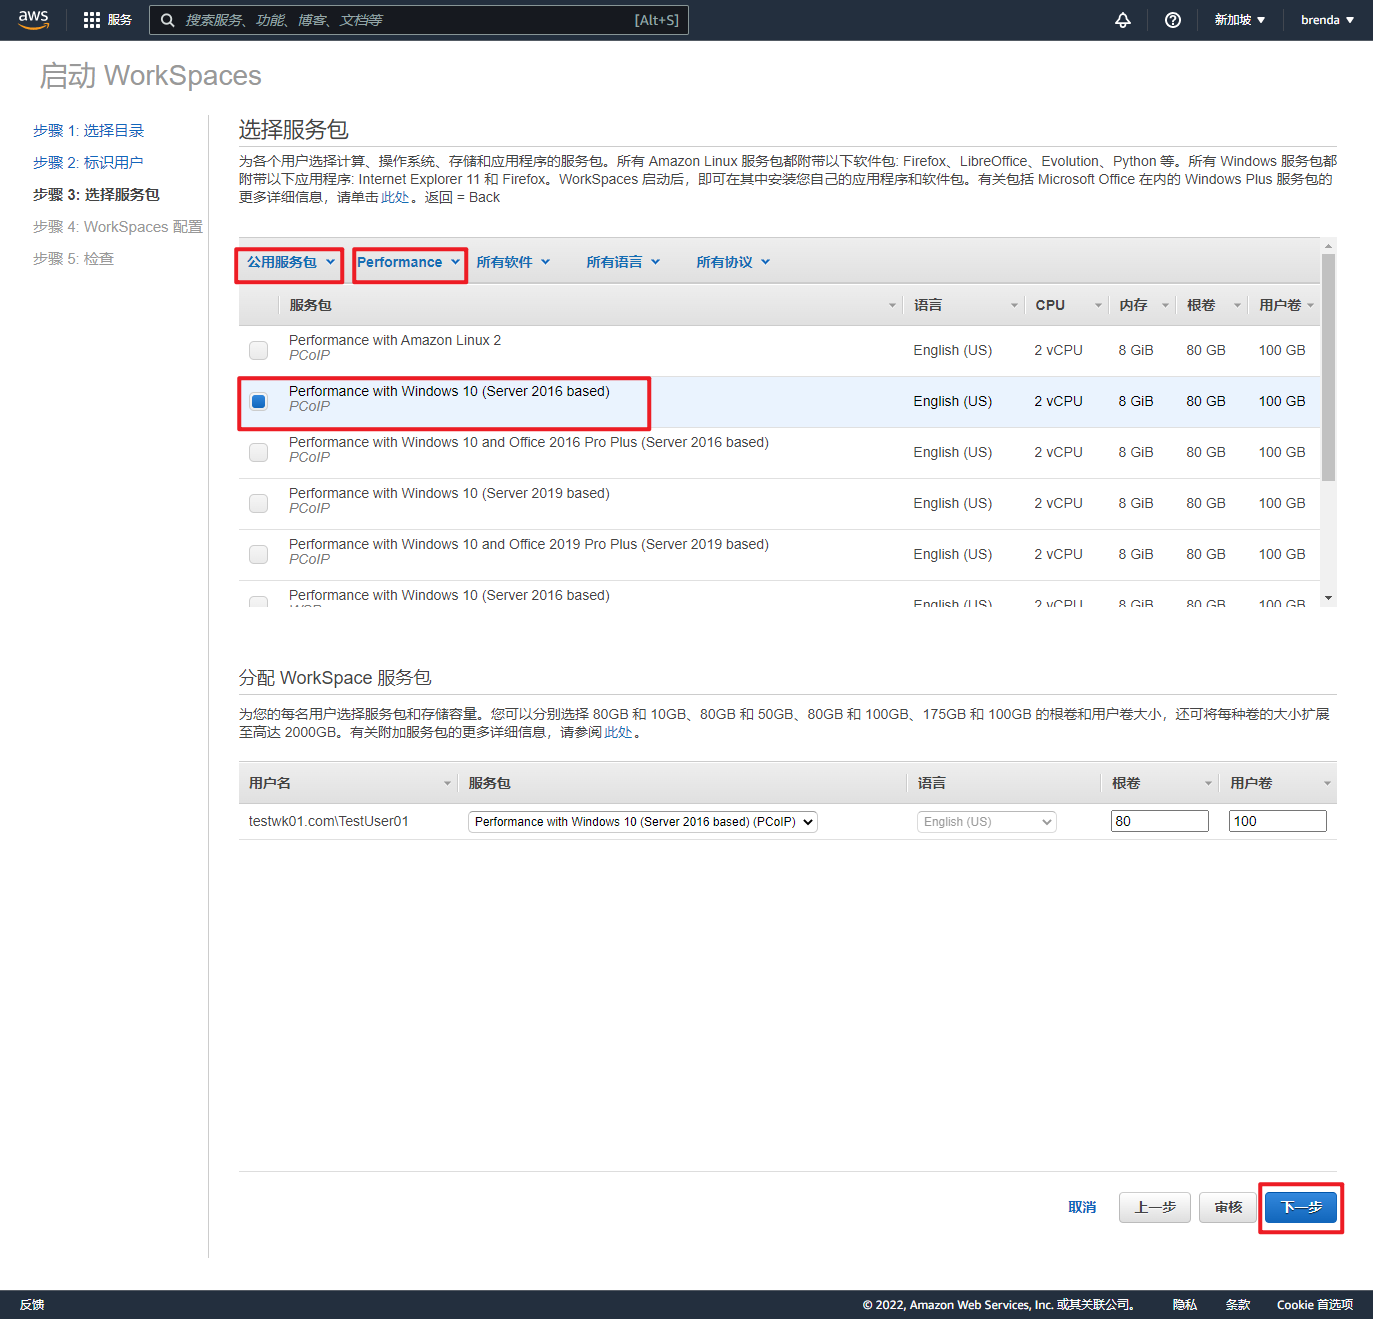 aws 服务 搜索服务、功能、博客、文档等 [Alt+S] 新加坡 brenda
启动 WorkSpaces
步骤 1: 选择目录
步骤 2: 标识用户
步骤 3: 选择服务包
步骤 4: WorkSpaces 配置
步骤 5: 检查
选择服务包
为各个用户选择计算、操作系统、存储和应用程序的服务包。所有 Amazon Linux 服务包都附带以下软件包: Firefox、LibreOffice、Evolution、Python 等。所有 Windows 服务包都
附带以下应用程序: Internet Explorer 11 和 Firefox。WorkSpaces 启动后，即可在其中安装您自己的应用程序和软件包。有关包括 Microsoft Office 在内的 Windows Plus 服务包的
更多详细信息，请单击 此处 。返回 = Back
公用服务包 Performance 所有软件 所有语言 所有协议
服务包 语言 CPU 内存 根卷 用户卷
Performance with Amazon Linux 2
PCoIP
English (US) 2 vCPU 8 GiB 80 GB 100 GB
Performance with Windows 10 (Server 2016 based)
PCoIP
English (US) 2 vCPU 8 GiB 80 GB 100 GB
Performance with Windows 10 and Office 2016 Pro Plus (Server 2016 based)
PCoIP
English (US) 2 vCPU 8 GiB 80 GB 100 GB
Performance with Windows 10 (Server 2019 based)
PCoIP
English (US) 2 vCPU 8 GiB 80 GB 100 GB
Performance with Windows 10 and Office 2019 Pro Plus (Server 2019 based)
PCoIP
English (US) 2 vCPU 8 GiB 80 GB 100 GB
Performance with Windows 10 (Server 2016 based)
English (US) 2 vCPU 8 GiB 80 GB 100 GB
分配 WorkSpace 服务包
为您的每名用户选择服务包和存储容量。您可以分别选择 80GB 和 10GB、80GB 和 50GB、80GB 和 100GB、175GB 和 100GB 的根卷和用户卷大小，还可将每种卷的大小扩展
至高达 2000GB。有关附加服务包的更多详细信息，请参阅 此处 。
用户名 服务包 语言 根卷 用户卷
testwk01.com\TestUser01 Performance with Windows 10 (Server 2016 based) (PCoIP) English (US) 80 100
取消 上一步 审核 下一步
反馈 © 2022, Amazon Web Services, Inc. 或其关联公司。 隐私 条款 Cookie 首选项